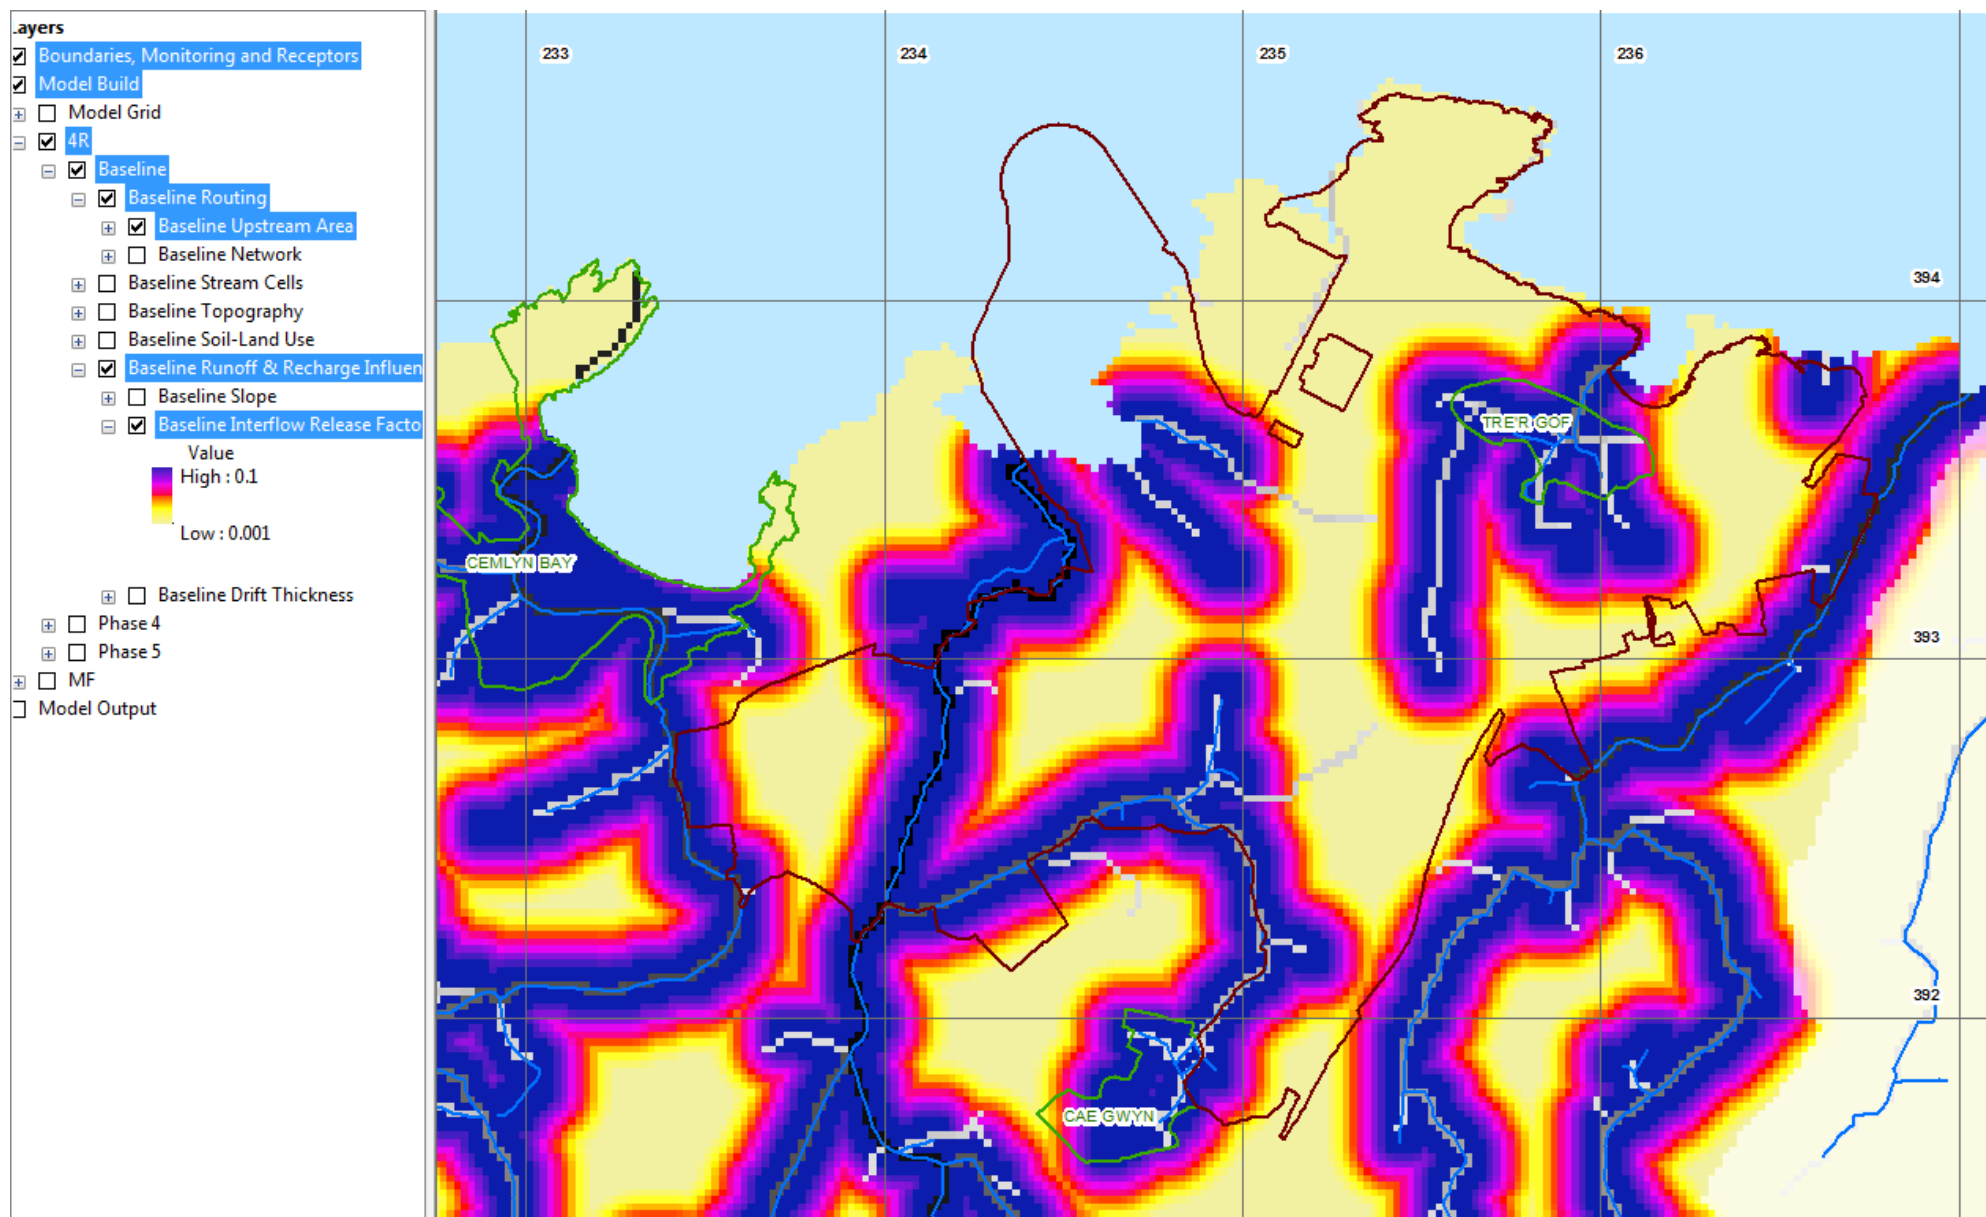 ayers
Boundaries, Monitoring and Receptors
Model Build
Model Grid
4R
Baseline
Baseline Routing
Baseline Upstream Area
Baseline Network
Baseline Stream Cells
Baseline Topography
Baseline Soil-Land Use
Baseline Runoff & Recharge Influen
Baseline Slope
Baseline Interflow Release Facto
Value
High : 0.1
Low : 0.001
Baseline Drift Thickness
Phase 4
Phase 5
MF
Model Output
233
234
235
236
394
TRE'R GOF
CEMLYN BAY
393
392
CAE GWYN